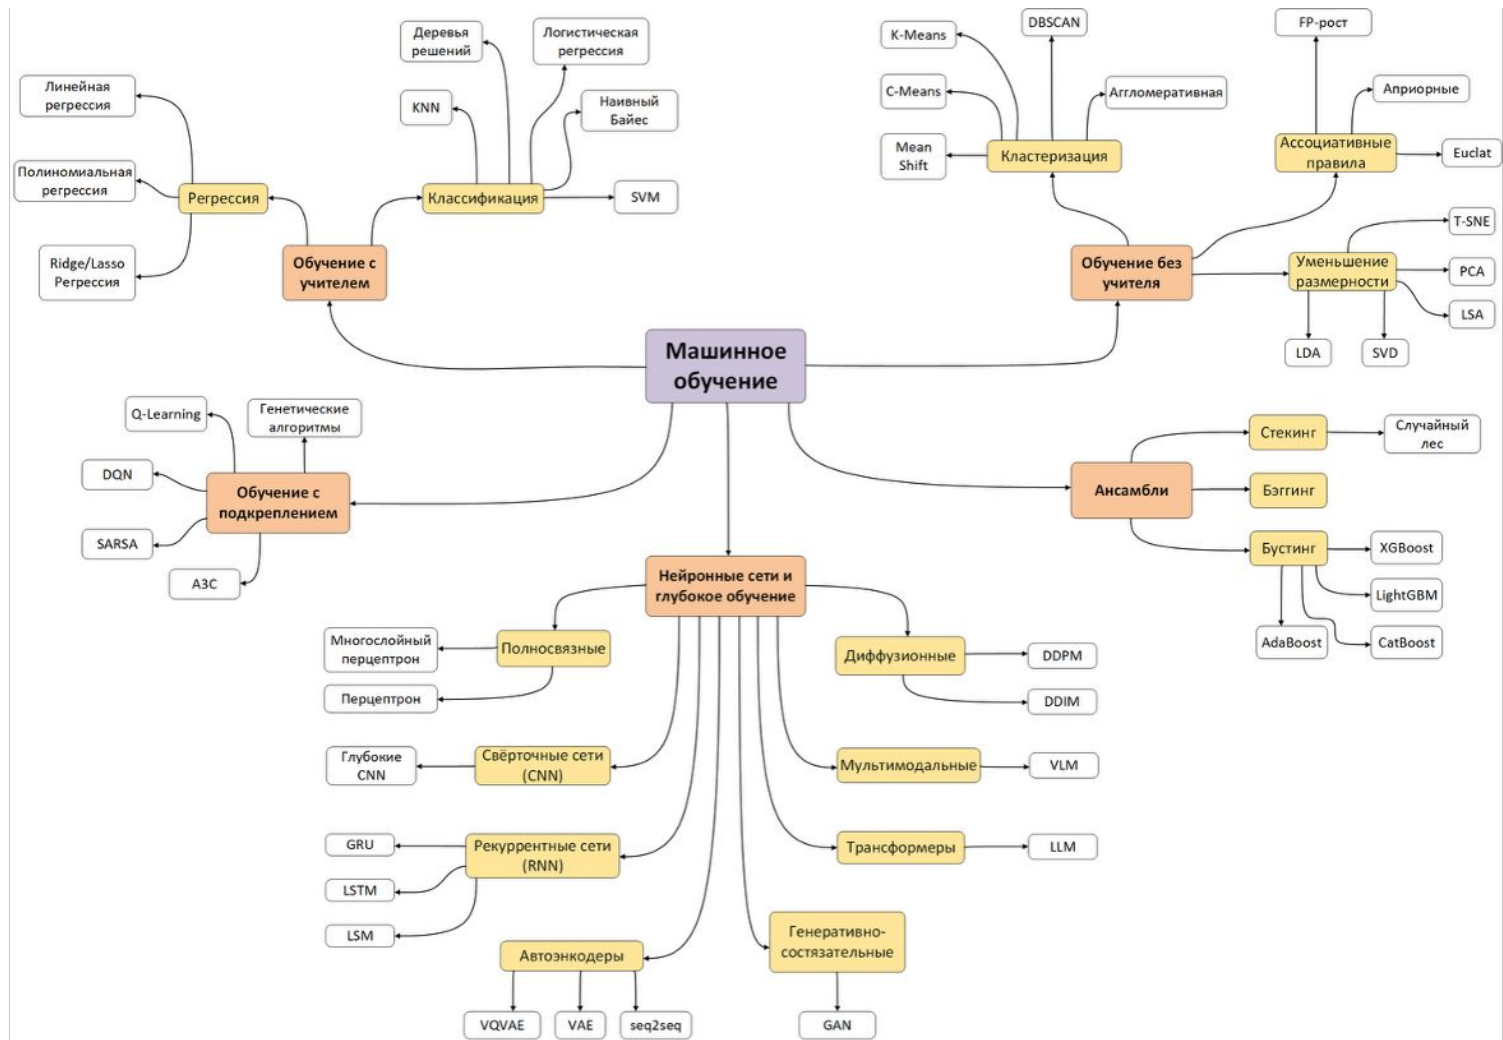 Машинное
обучение
Обучение с
учителем
Регрессия
Линейная
регрессия
Полиномиальная
регрессия
Ridge/Lasso
Регрессия
Классификация
KNN
Деревья
решений
Логистическая
регрессия
Наивный
Байес
SVM
Обучение без
учителя
Кластеризация
K-Means
C-Means
Mean
Shift
DBSCAN
Аггломеративная
Ассоциативные
правила
FP-рост
Априорные
Euclat
Уменьшение
размерности
T-SNE
PCA
LSA
SVD
LDA
Обучение с
подкреплением
Q-Learning
Генетические
алгоритмы
DQN
SARSA
A3C
Ансамбли
Стекинг
Случайный
лес
Бэггинг
Бустинг
XGBoost
LightGBM
CatBoost
AdaBoost
Нейронные сети и
глубокое обучение
Полносвязные
Многослойный
перцептрон
Перцептрон
Свёрточные сети
(CNN)
Глубокие
CNN
Рекуррентные сети
(RNN)
GRU
LSTM
LSM
Автоэнкодеры
VQVAE
VAE
seq2seq
Генеративно-
состязательные
GAN
Трансформеры
LLM
Мультимодальные
VLM
Диффузионные
DDPM
DDIM